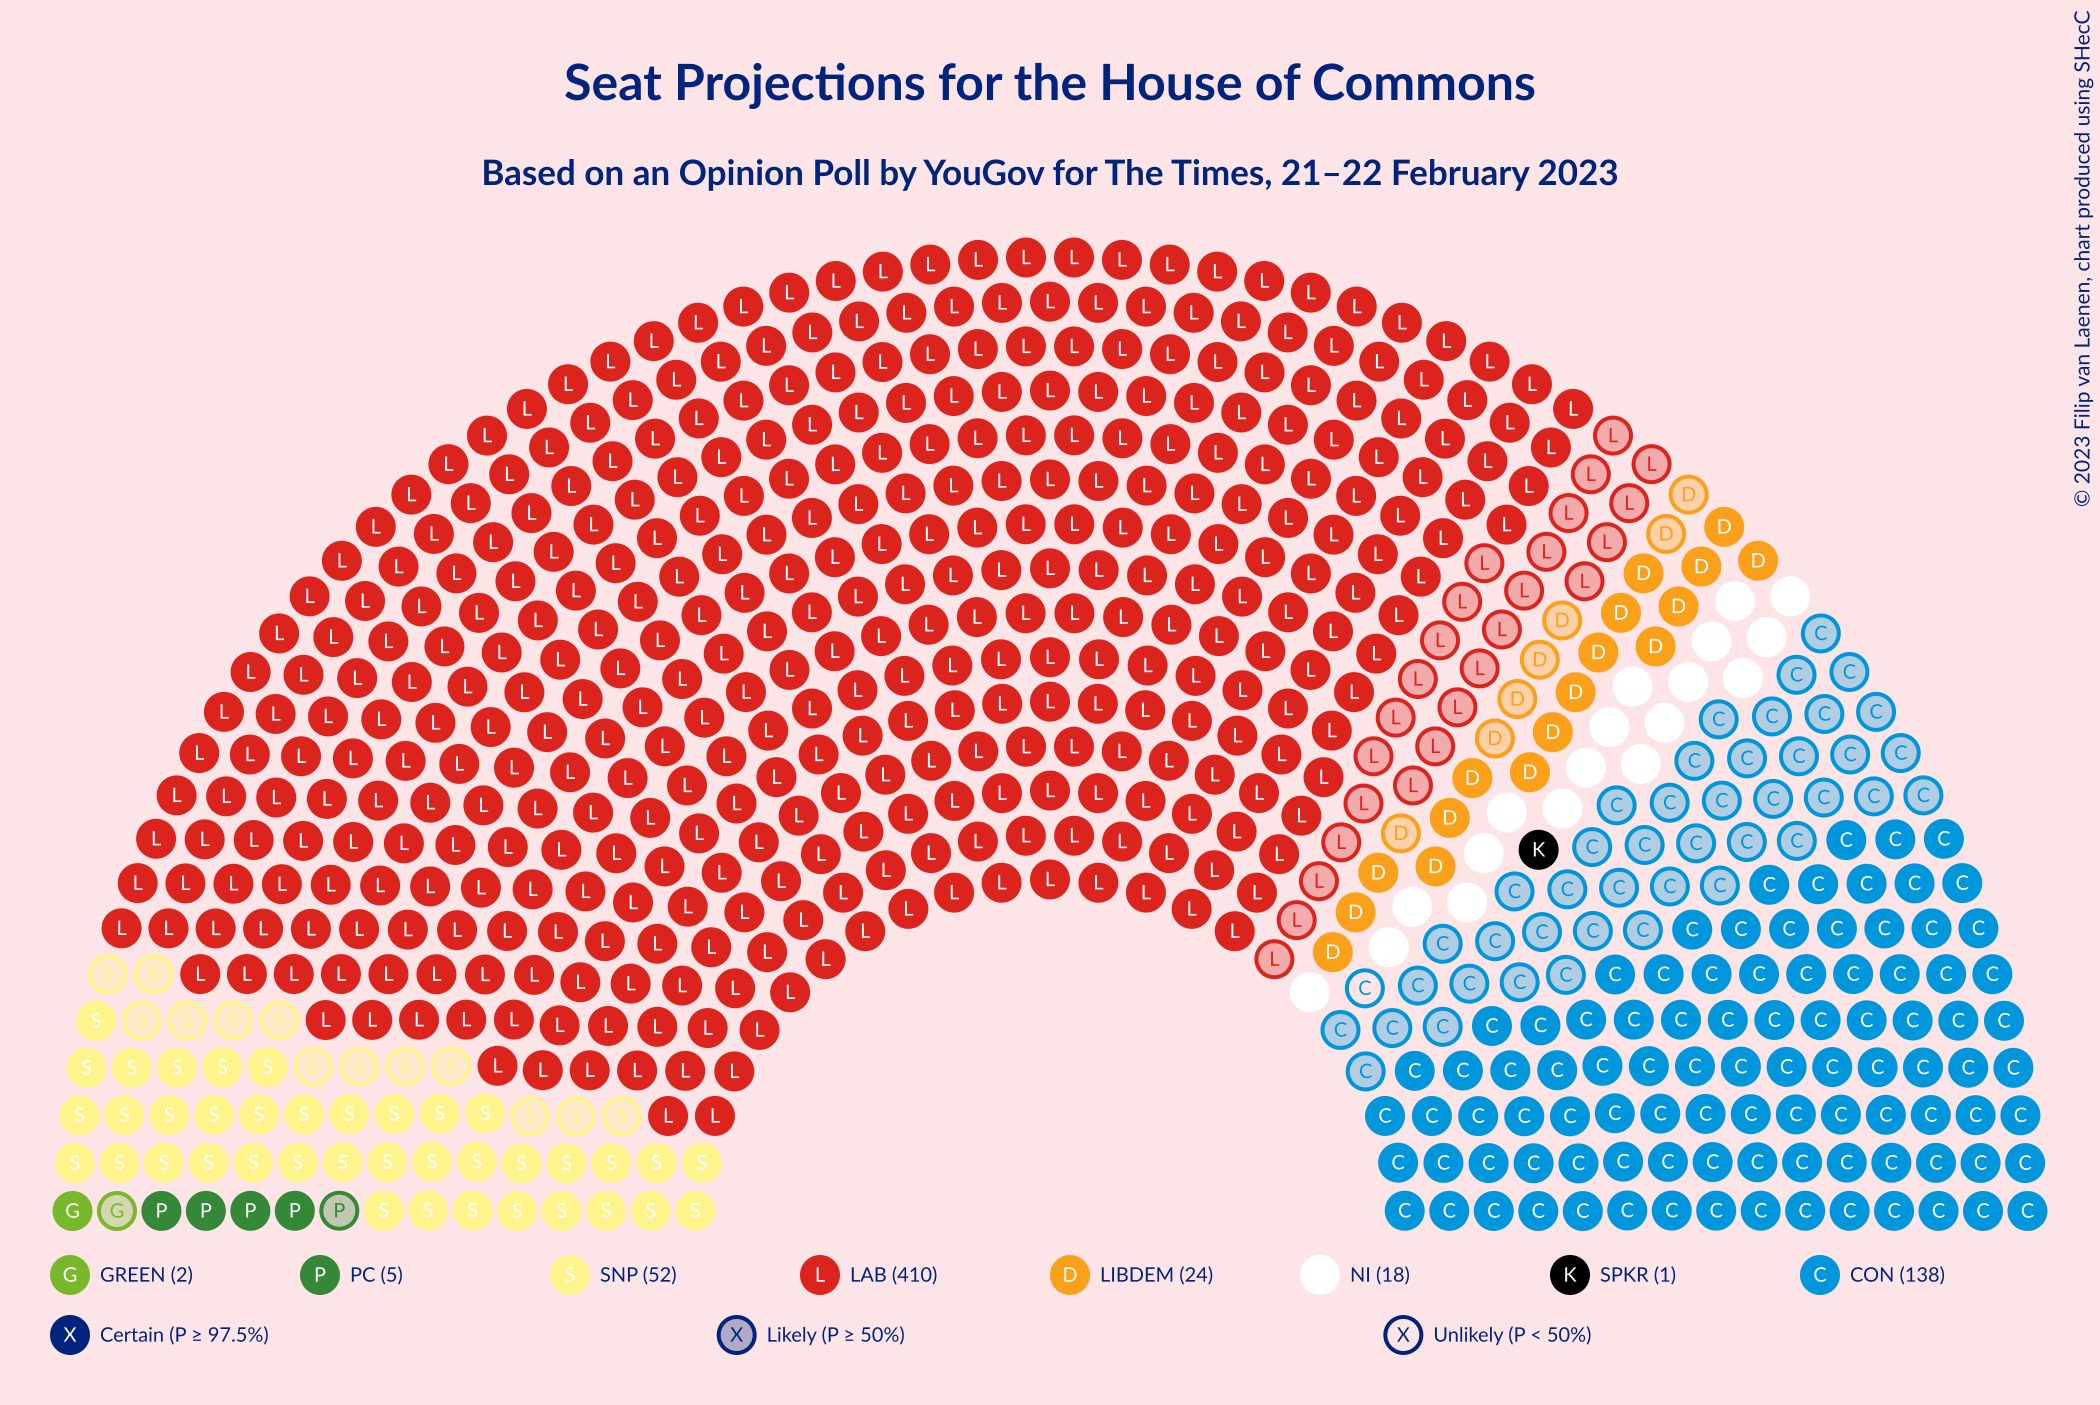 Seat Projections for the House of Commons
Based on an Opinion Poll by YouGov for The Times, 21–22 February 2023
© 2023 Filip van Laenen, chart produced using SHecC
G GREEN (2)
P PC (5)
S SNP (52)
L LAB (410)
D LIBDEM (24)
NI (18)
K SPKR (1)
C CON (138)
X Certain (P ≥ 97.5%)
X Likely (P ≥ 50%)
X Unlikely (P < 50%)